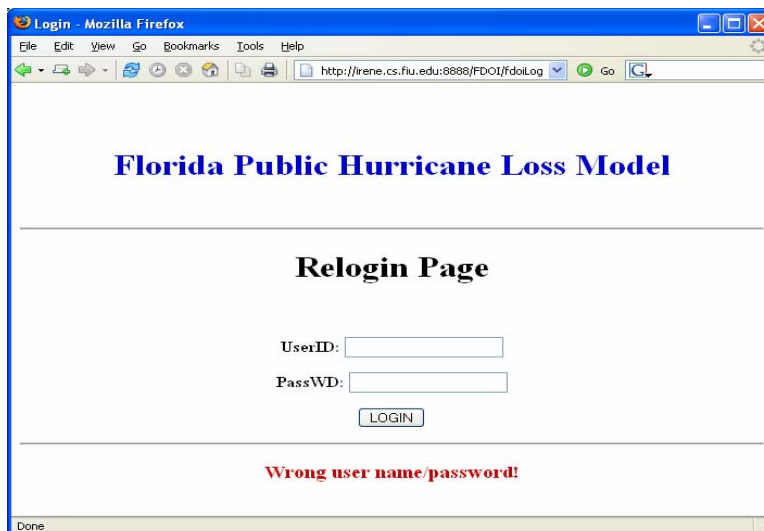 Login - Mozilla Firefox
File Edit View Go Bookmarks Tools Help
http://irene.cs.fiu.edu:8888/FDOI/fdoiLog Go G
Florida Public Hurricane Loss Model
Relogin Page
UserID:
PassWD:
LOGIN
Wrong user name/password!
Done